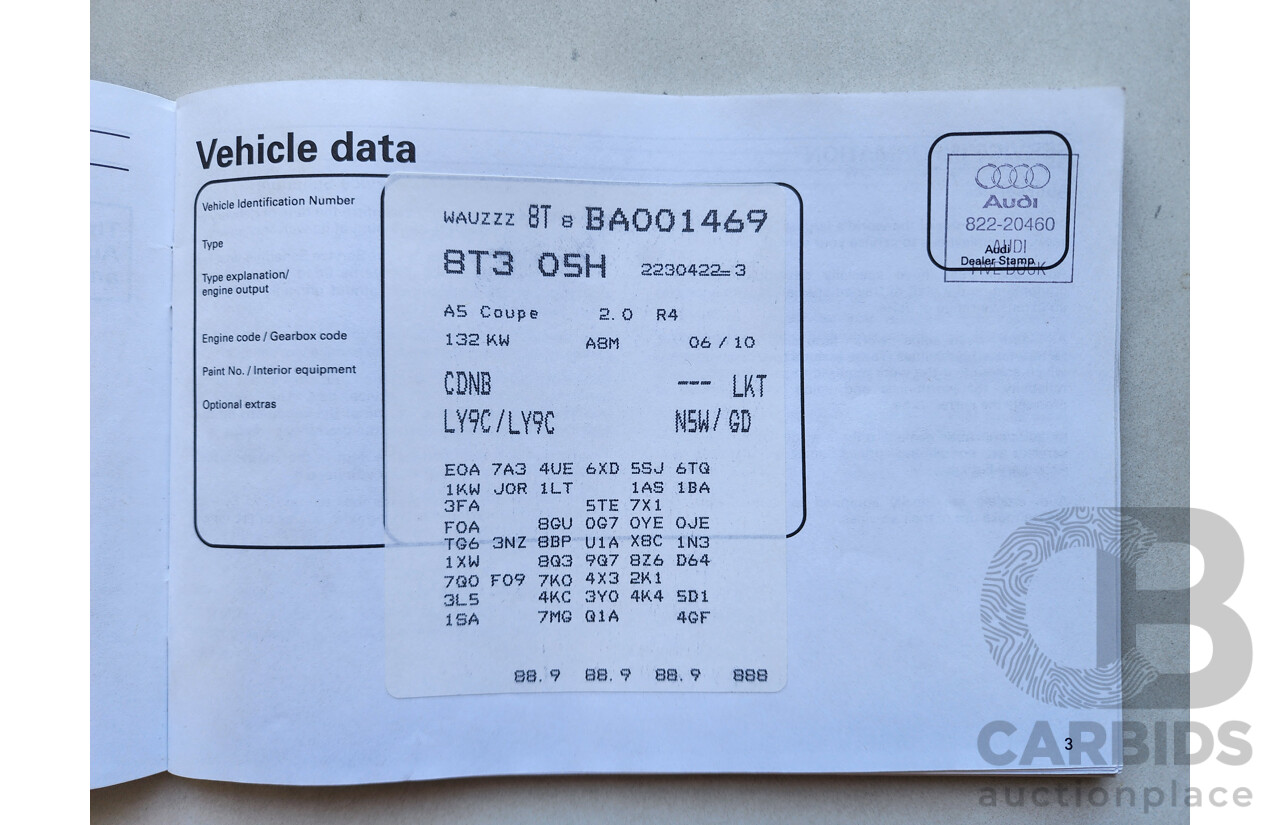 Vehicle data
Vehicle Identification Number
Type
Type explanation/
engine output
Engine code / Gearbox code
Paint No. / Interior equipment
Optional extras
WAUZZZ 8T 8 BA001469
8T3 05H 2230422=3
A5 Coupe 2.0 R4
132 KW A8M 06 / 10
CDNB --- LKT
LY9C/LY9C N5W/ GD
E0A 7A3 4UE 6XD 5SJ 6TQ
1KW J0R 1LT 1AS 1BA
3FA 5TE 7X1
F0A 8GU 0G7 0YE 0JE
TG6 3NZ 8BP U1A X8C 1N3
1XW 8Q3 9Q7 8Z6 D64
7Q0 F09 7K0 4X3 2K1
3L5 4KC 3Y0 4K4 5D1
1SA 7MG Q1A 4GF
88.9 88.9 88.9 888
Audi
822-20460
AUDI
Audi
Dealer Stamp
FIVE DOCK
3
CARBIDS
auctionplace